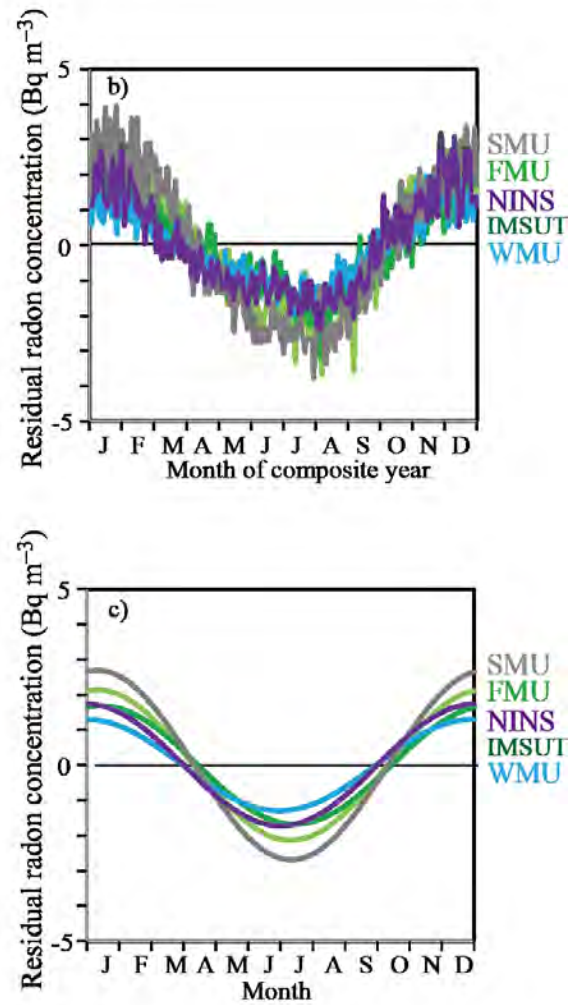 Residual radon concentration (Bq m⁻³)
5
0
-5
b)
SMU
FMU
NINS
IMSUT
WMU
J F M A M J J A S O N D
Month of composite year
Residual radon concentration (Bq m⁻³)
5
0
-5
c)
SMU
FMU
NINS
IMSUT
WMU
J F M A M J J A S O N D
Month